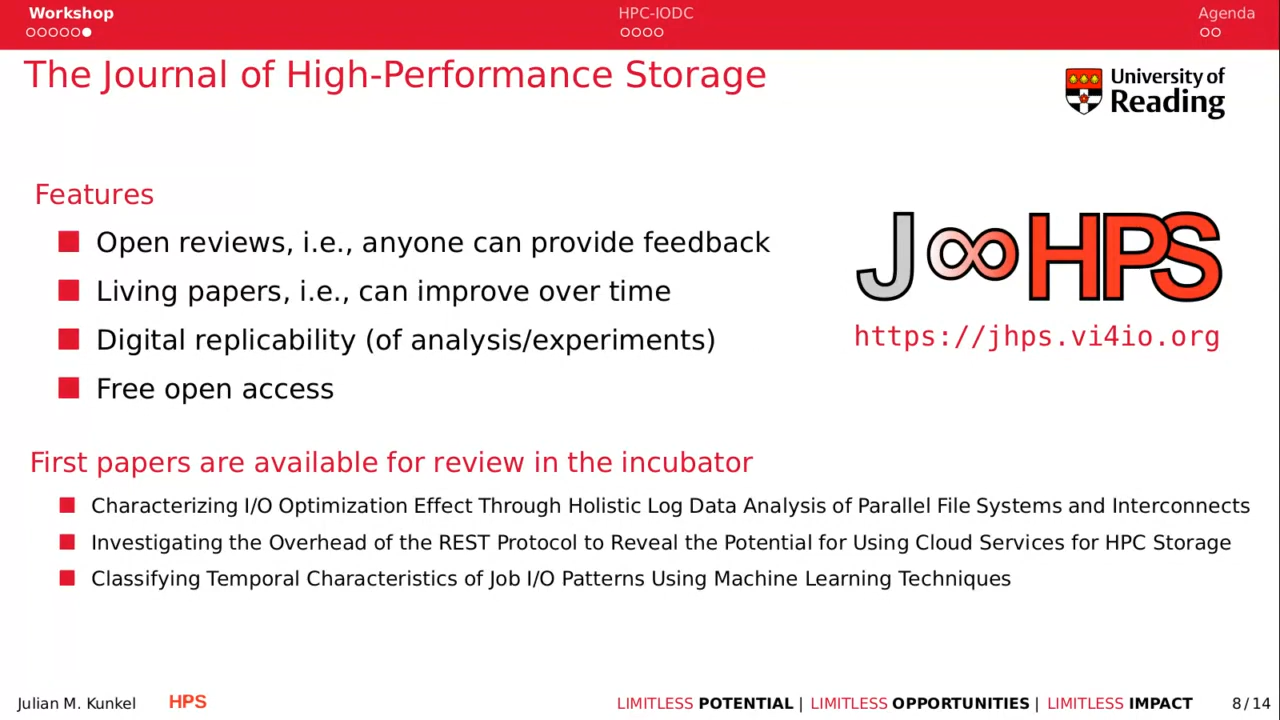 Workshop
HPC-IODC
Agenda
The Journal of High-Performance Storage
University of
Reading
Features
Open reviews, i.e., anyone can provide feedback
Living papers, i.e., can improve over time
Digital replicability (of analysis/experiments)
Free open access
J∞HPS
https://jhps.vi4io.org
First papers are available for review in the incubator
Characterizing I/O Optimization Effect Through Holistic Log Data Analysis of Parallel File Systems and Interconnects
Investigating the Overhead of the REST Protocol to Reveal the Potential for Using Cloud Services for HPC Storage
Classifying Temporal Characteristics of Job I/O Patterns Using Machine Learning Techniques
Julian M. Kunkel
HPS
LIMITLESS POTENTIAL | LIMITLESS OPPORTUNITIES | LIMITLESS IMPACT
8/14